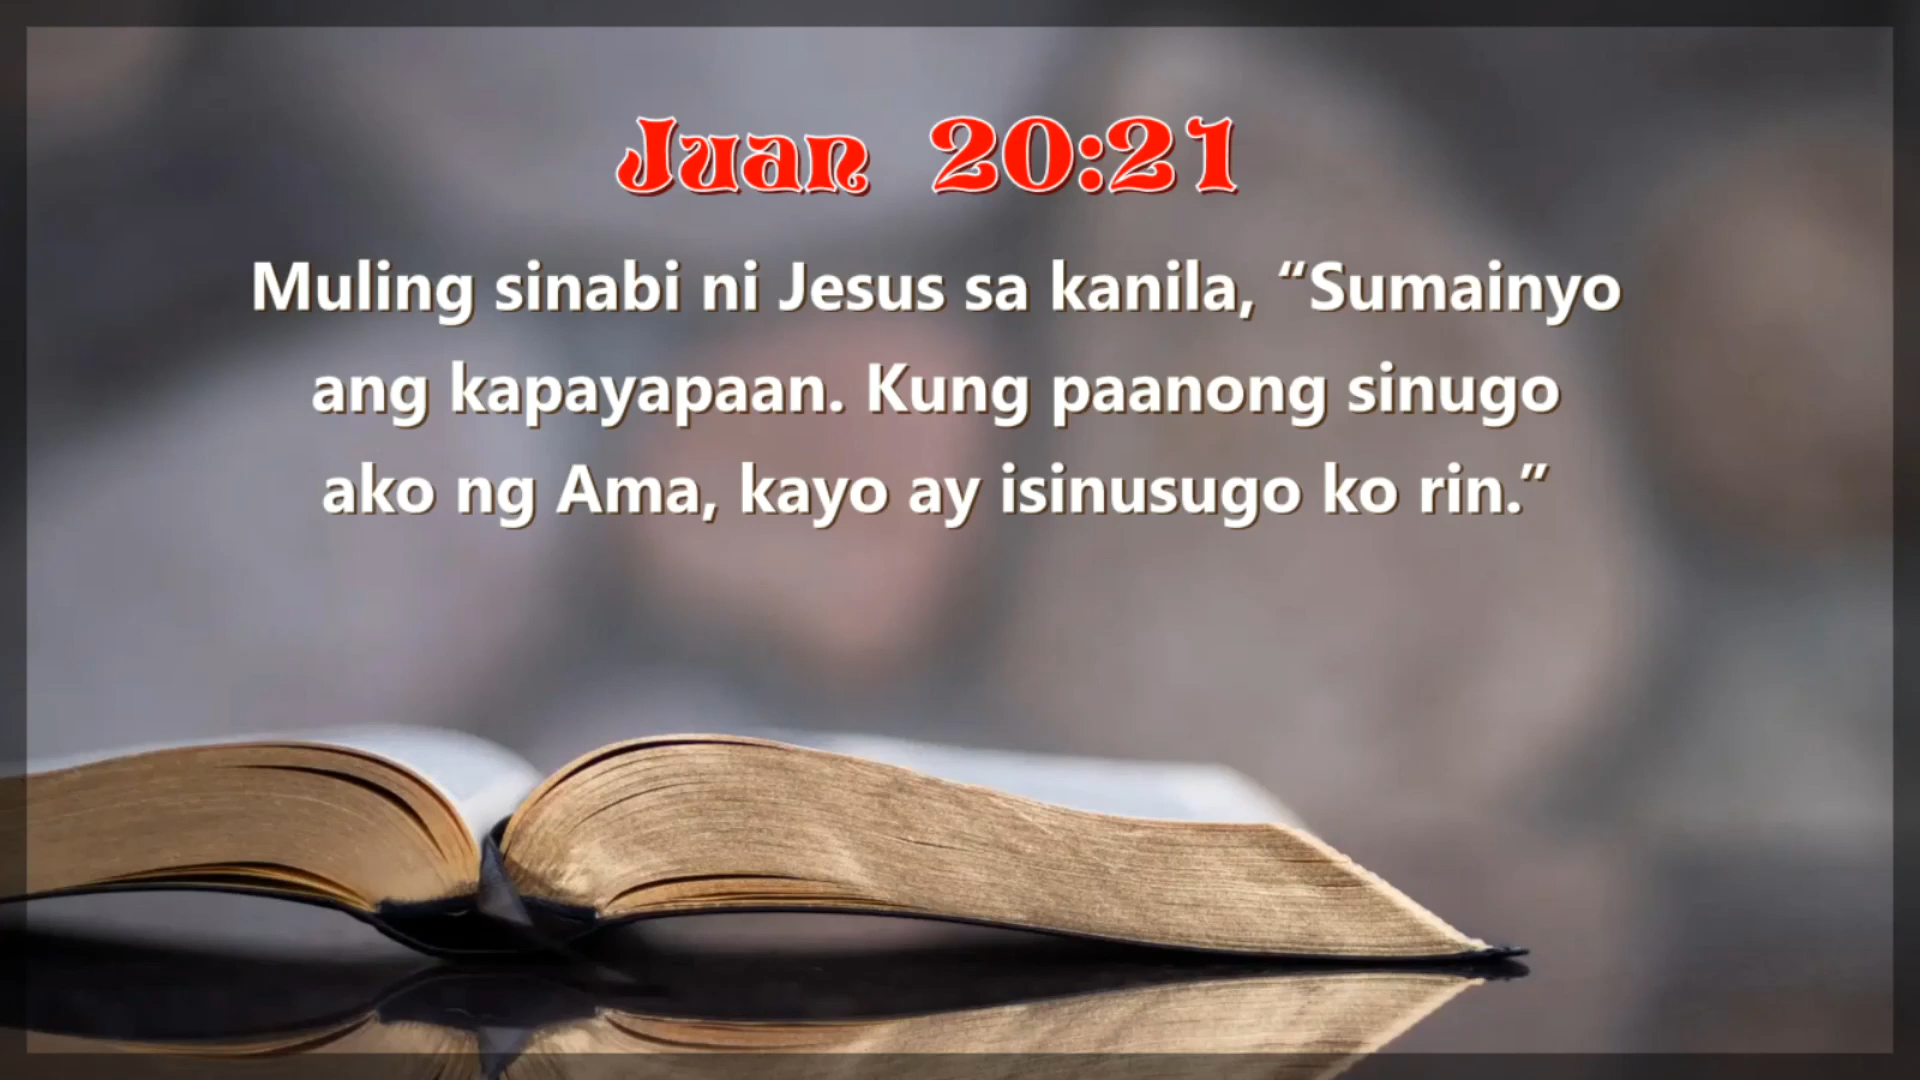 Juan 20:21
Muling sinabi ni Jesus sa kanila, “Sumainyo
ang kapayapaan. Kung paanong sinugo
ako ng Ama, kayo ay isinusugo ko rin.”